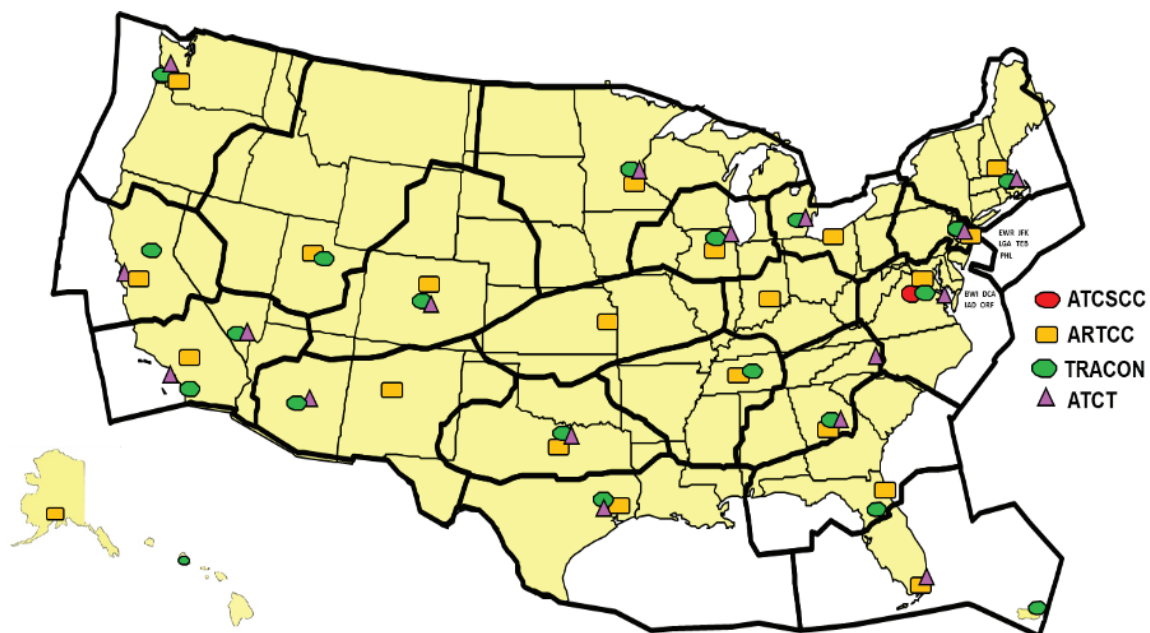 EWR JFK
LGA TEB
PHL
BWI DCA
IAD ORF
ATCSCC
ARTCC
TRACON
ATCT